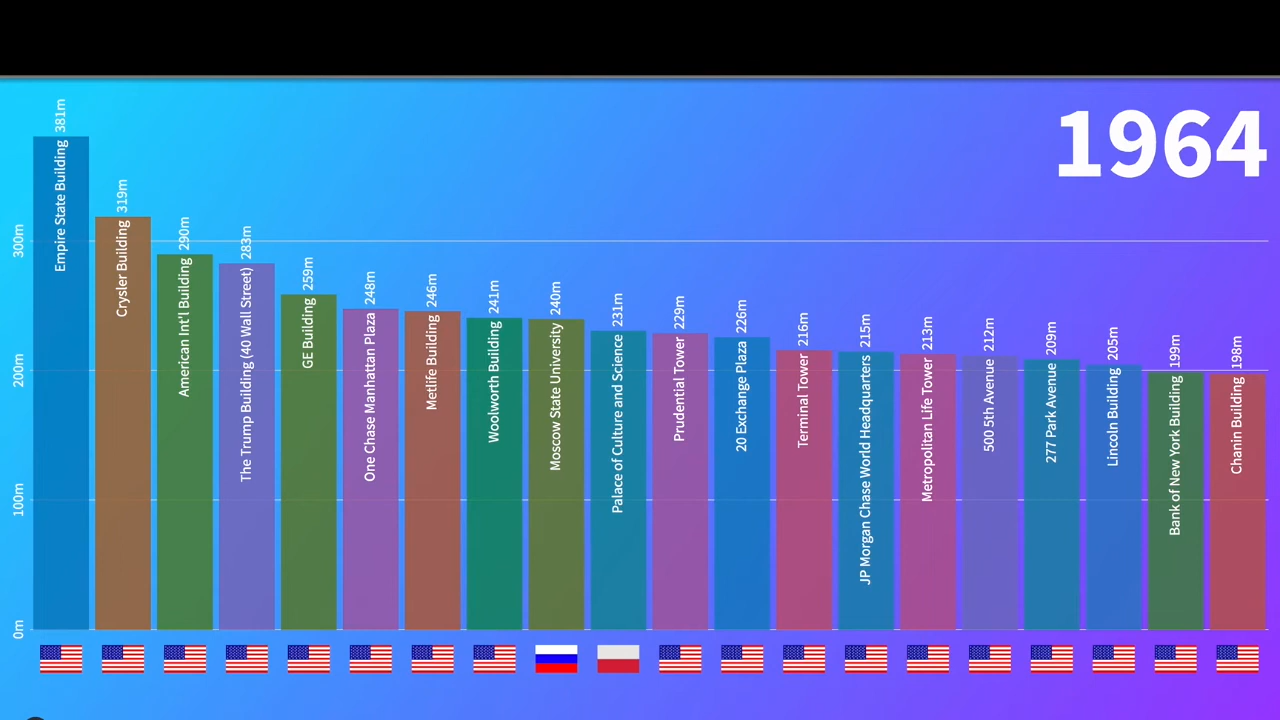 1964
300m
200m
100m
0m
Empire State Building 381m
Crysler Building 319m
American Int'l Building 290m
The Trump Building (40 Wall Street) 283m
GE Building 259m
One Chase Manhattan Plaza 248m
Metlife Building 246m
Woolworth Building 241m
Moscow State University 240m
Palace of Culture and Science 231m
Prudential Tower 229m
20 Exchange Plaza 226m
Terminal Tower 216m
JP Morgan Chase World Headquarters 215m
Metropolitan Life Tower 213m
500 5th Avenue 212m
277 Park Avenue 209m
Lincoln Building 205m
Bank of New York Building 199m
Chanin Building 198m